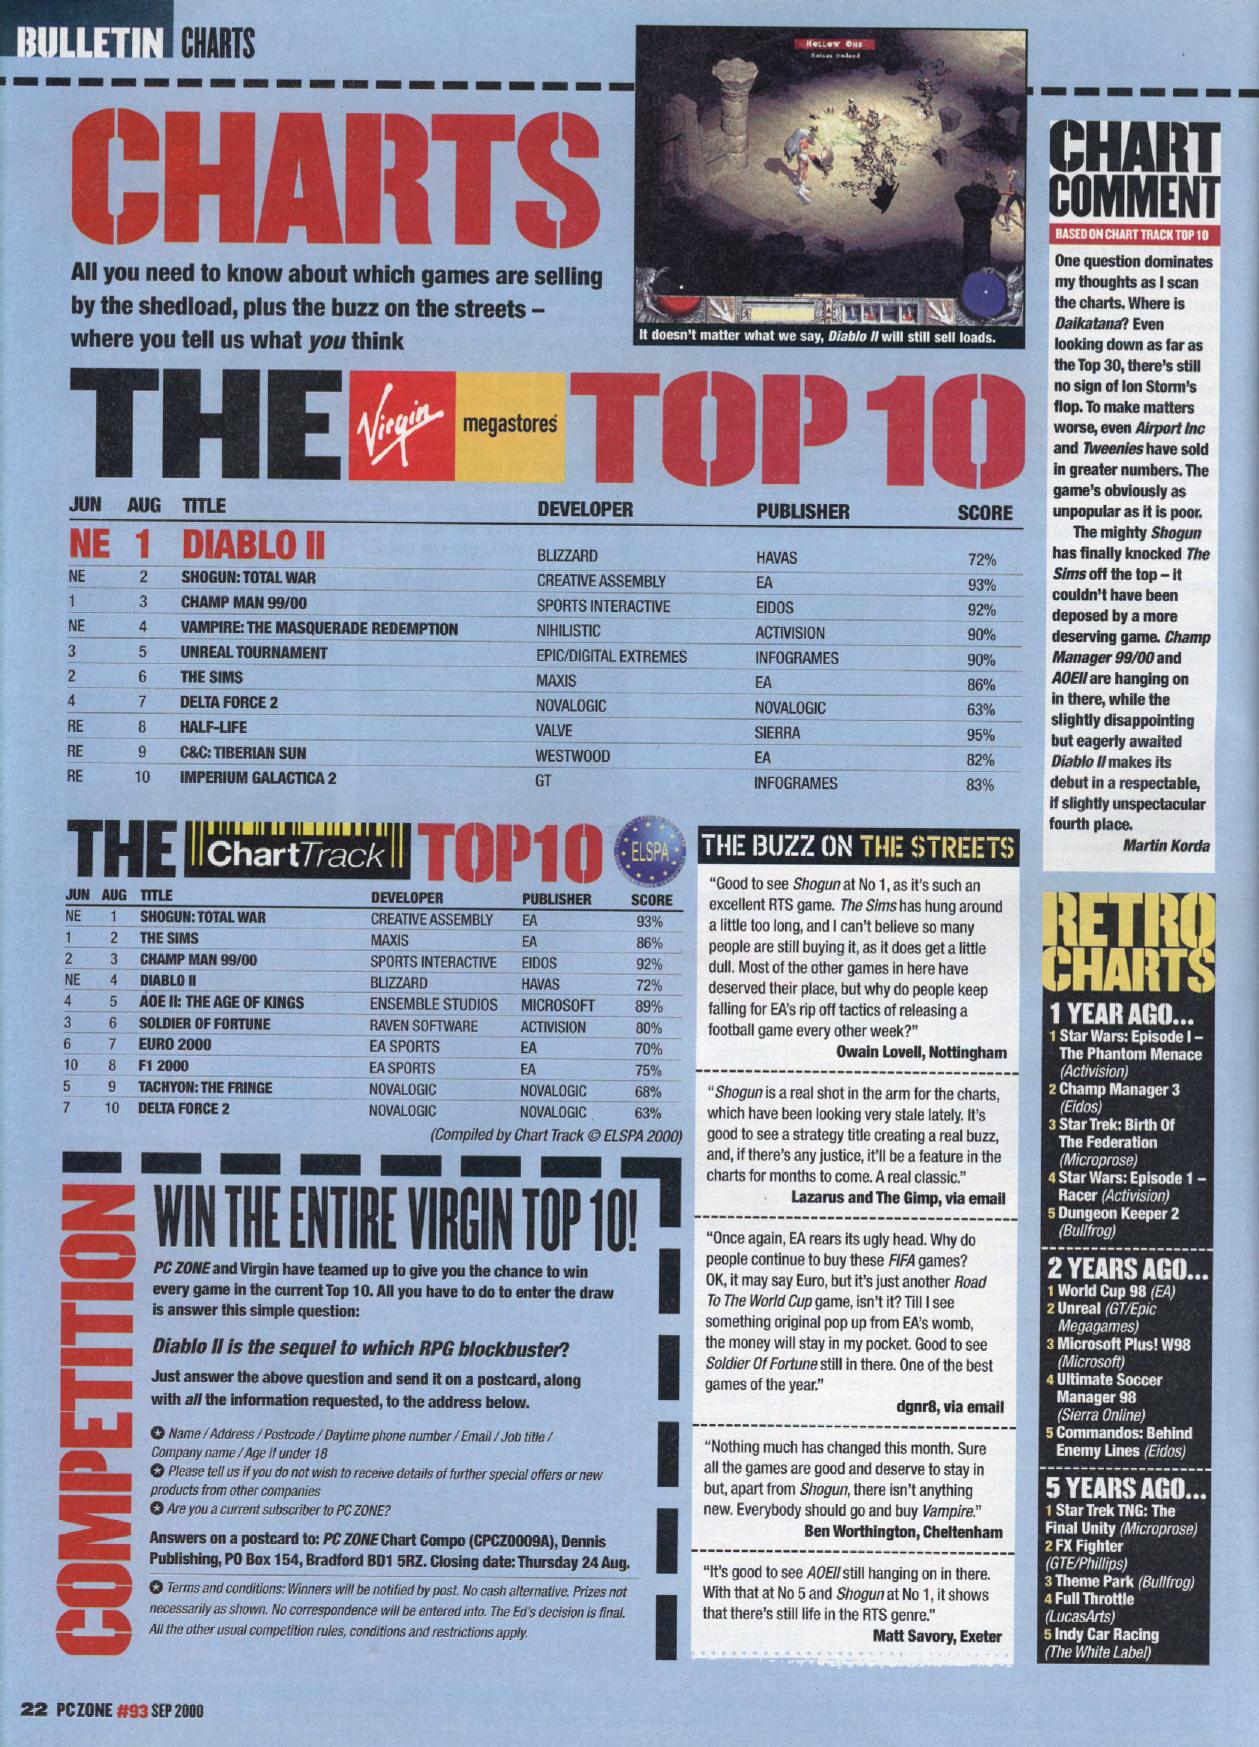 BULLETIN CHARTS
CHARTS
All you need to know about which games are selling
by the shedload, plus the buzz on the streets –
where you tell us what you think
HOLLOW ONE
Raises Undead
It doesn't matter what we say, Diablo II will still sell loads.
THE Virgin megastores TOP 10
JUN AUG TITLE DEVELOPER PUBLISHER SCORE
NE 1 DIABLO II BLIZZARD HAVAS 72%
NE 2 SHOGUN: TOTAL WAR CREATIVE ASSEMBLY EA 93%
1 3 CHAMP MAN 99/00 SPORTS INTERACTIVE EIDOS 92%
NE 4 VAMPIRE: THE MASQUERADE REDEMPTION NIHILISTIC ACTIVISION 90%
3 5 UNREAL TOURNAMENT EPIC/DIGITAL EXTREMES INFOGRAMES 90%
2 6 THE SIMS MAXIS EA 86%
4 7 DELTA FORCE 2 NOVALOGIC NOVALOGIC 63%
RE 8 HALF-LIFE VALVE SIERRA 95%
RE 9 C&C: TIBERIAN SUN WESTWOOD EA 82%
RE 10 IMPERIUM GALACTICA 2 GT INFOGRAMES 83%
THE ChartTrack TOP10 ELSPA
JUN AUG TITLE DEVELOPER PUBLISHER SCORE
NE 1 SHOGUN: TOTAL WAR CREATIVE ASSEMBLY EA 93%
1 2 THE SIMS MAXIS EA 86%
2 3 CHAMP MAN 99/00 SPORTS INTERACTIVE EIDOS 92%
NE 4 DIABLO II BLIZZARD HAVAS 72%
4 5 AOE II: THE AGE OF KINGS ENSEMBLE STUDIOS MICROSOFT 89%
3 6 SOLDIER OF FORTUNE RAVEN SOFTWARE ACTIVISION 80%
6 7 EURO 2000 EA SPORTS EA 70%
10 8 F1 2000 EA SPORTS EA 75%
5 9 TACHYON: THE FRINGE NOVALOGIC NOVALOGIC 68%
7 10 DELTA FORCE 2 NOVALOGIC NOVALOGIC 63%
(Compiled by Chart Track © ELSPA 2000)
COMPETITION
WIN THE ENTIRE VIRGIN TOP 10!
PC ZONE and Virgin have teamed up to give you the chance to win
every game in the current Top 10. All you have to do to enter the draw
is answer this simple question:
Diablo II is the sequel to which RPG blockbuster?
Just answer the above question and send it on a postcard, along
with all the information requested, to the address below.
Name / Address / Postcode / Daytime phone number / Email / Job title /
Company name / Age if under 18
Please tell us if you do not wish to receive details of further special offers or new
products from other companies
Are you a current subscriber to PC ZONE?
Answers on a postcard to: PC ZONE Chart Compo (CPCZ0009A), Dennis
Publishing, PO Box 154, Bradford BD1 5RZ. Closing date: Thursday 24 Aug.
Terms and conditions: Winners will be notified by post. No cash alternative. Prizes not
necessarily as shown. No correspondence will be entered into. The Ed's decision is final.
All the other usual competition rules, conditions and restrictions apply.
THE BUZZ ON THE STREETS
"Good to see Shogun at No 1, as it's such an
excellent RTS game. The Sims has hung around
a little too long, and I can't believe so many
people are still buying it, as it does get a little
dull. Most of the other games in here have
deserved their place, but why do people keep
falling for EA's rip off tactics of releasing a
football game every other week?"
Owain Lovell, Nottingham
"Shogun is a real shot in the arm for the charts,
which have been looking very stale lately. It's
good to see a strategy title creating a real buzz,
and, if there's any justice, it'll be a feature in the
charts for months to come. A real classic."
Lazarus and The Gimp, via email
"Once again, EA rears its ugly head. Why do
people continue to buy these FIFA games?
OK, it may say Euro, but it's just another Road
To The World Cup game, isn't it? Till I see
something original pop up from EA's womb,
the money will stay in my pocket. Good to see
Soldier Of Fortune still in there. One of the best
games of the year."
dgnr8, via email
"Nothing much has changed this month. Sure
all the games are good and deserve to stay in
but, apart from Shogun, there isn't anything
new. Everybody should go and buy Vampire."
Ben Worthington, Cheltenham
"It's good to see AOEII still hanging on in there.
With that at No 5 and Shogun at No 1, it shows
that there's still life in the RTS genre."
Matt Savory, Exeter
CHART
COMMENT
BASED ON CHART TRACK TOP 10
One question dominates
my thoughts as I scan
the charts. Where is
Daikatana? Even
looking down as far as
the Top 30, there's still
no sign of Ion Storm's
flop. To make matters
worse, even Airport Inc
and Tweenies have sold
in greater numbers. The
game's obviously as
unpopular as it is poor.
The mighty Shogun
has finally knocked The
Sims off the top – it
couldn't have been
deposed by a more
deserving game. Champ
Manager 99/00 and
AOEII are hanging on
in there, while the
slightly disappointing
but eagerly awaited
Diablo II makes its
debut in a respectable,
if slightly unspectacular
fourth place.
Martin Korda
RETRO
CHARTS
1 YEAR AGO...
1 Star Wars: Episode I –
The Phantom Menace
(Activision)
2 Champ Manager 3
(Eidos)
3 Star Trek: Birth Of
The Federation
(Microprose)
4 Star Wars: Episode 1 –
Racer (Activision)
5 Dungeon Keeper 2
(Bullfrog)
2 YEARS AGO...
1 World Cup 98 (EA)
2 Unreal (GT/Epic
Megagames)
3 Microsoft Plus! W98
(Microsoft)
4 Ultimate Soccer
Manager 98
(Sierra Online)
5 Commandos: Behind
Enemy Lines (Eidos)
5 YEARS AGO...
1 Star Trek TNG: The
Final Unity (Microprose)
2 FX Fighter
(GTE/Phillips)
3 Theme Park (Bullfrog)
4 Full Throttle
(LucasArts)
5 Indy Car Racing
(The White Label)
22 PC ZONE #93 SEP 2000